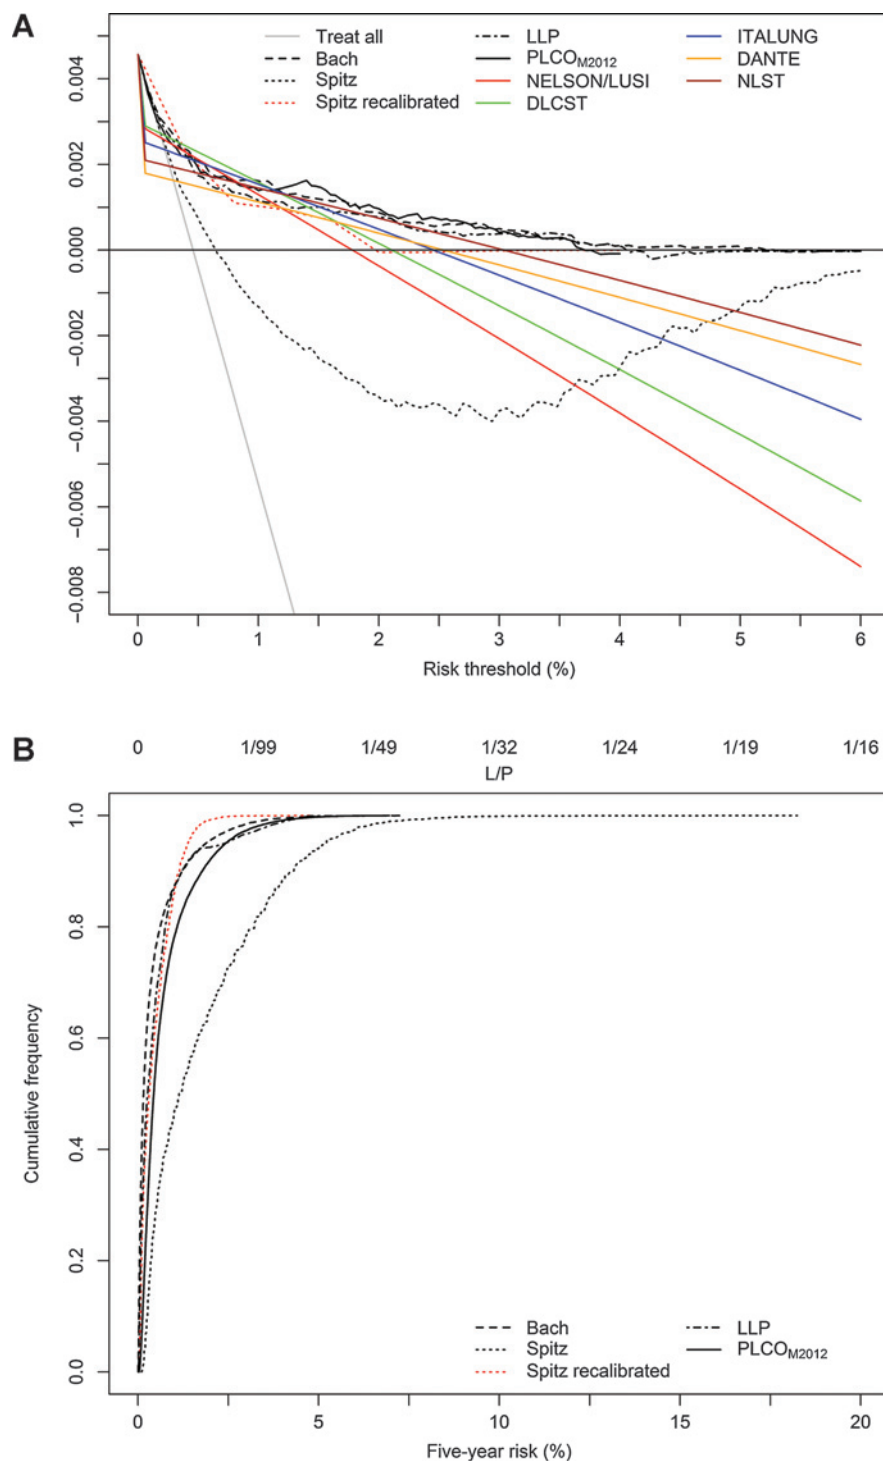 A
Treat all
Bach
Spitz
Spitz recalibrated
LLP
PLCO_M2012
NELSON/LUSI
DLCST
ITALUNG
DANTE
NLST
0.004
0.002
0.000
−0.002
−0.004
−0.006
−0.008
0 1 2 3 4 5 6
Risk threshold (%)
B
0 1/99 1/49 1/32 1/24 1/19 1/16
L/P
1.0
0.8
0.6
0.4
0.2
0.0
Cumulative frequency
Bach
Spitz
Spitz recalibrated
LLP
PLCO_M2012
0 5 10 15 20
Five-year risk (%)